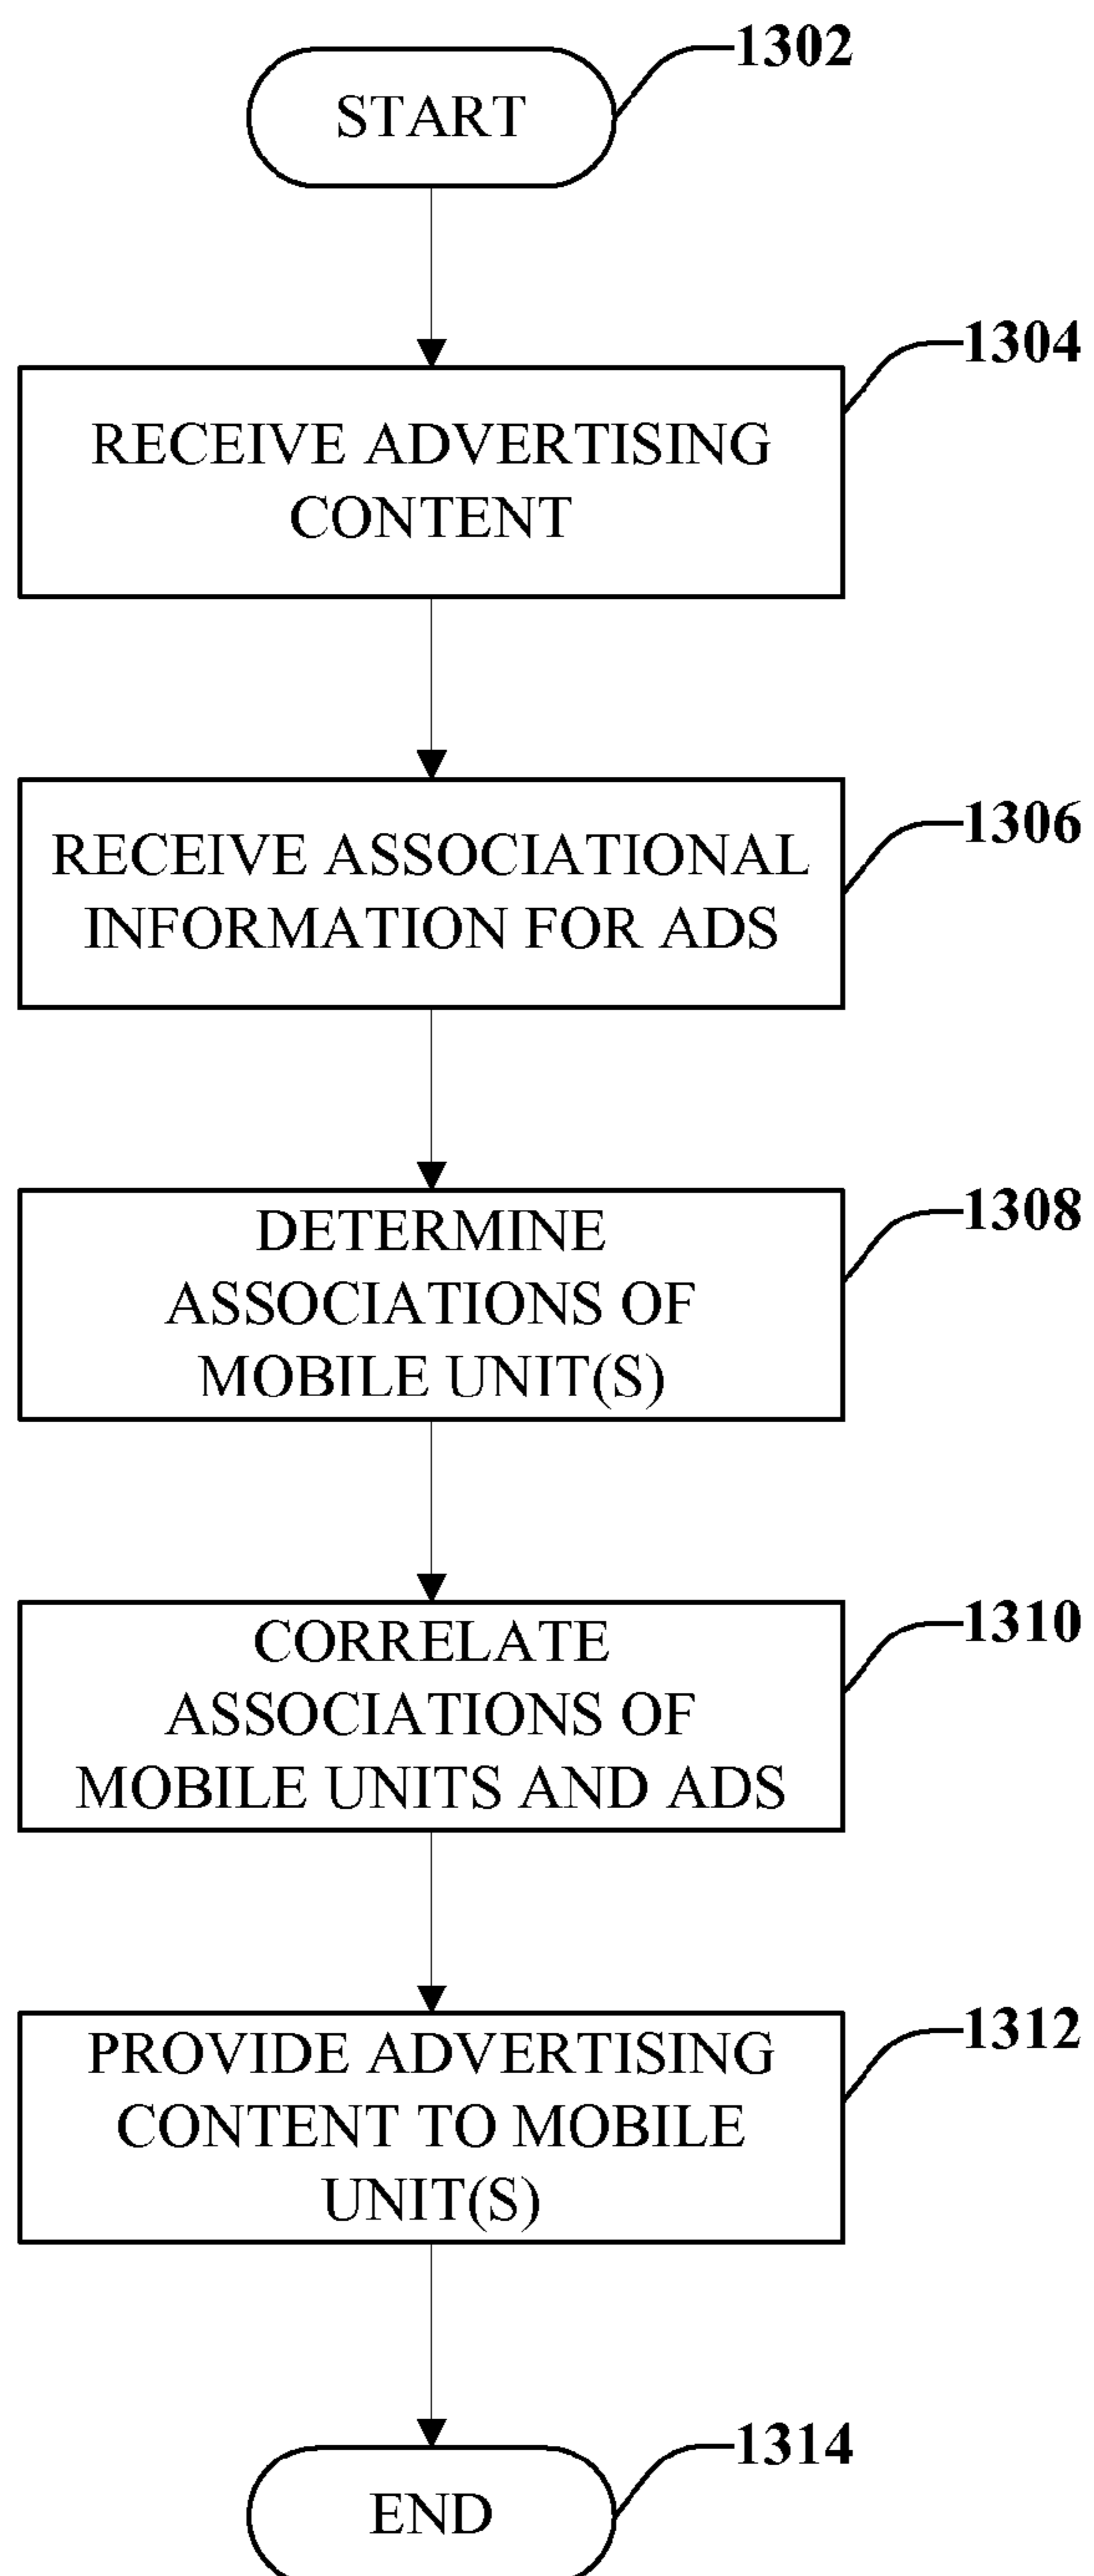 1302
START
1304
RECEIVE ADVERTISING
CONTENT
1306
RECEIVE ASSOCIATIONAL
INFORMATION FOR ADS
1308
DETERMINE
ASSOCIATIONS OF
MOBILE UNIT(S)
1310
CORRELATE
ASSOCIATIONS OF
MOBILE UNITS AND ADS
1312
PROVIDE ADVERTISING
CONTENT TO MOBILE
UNIT(S)
1314
END